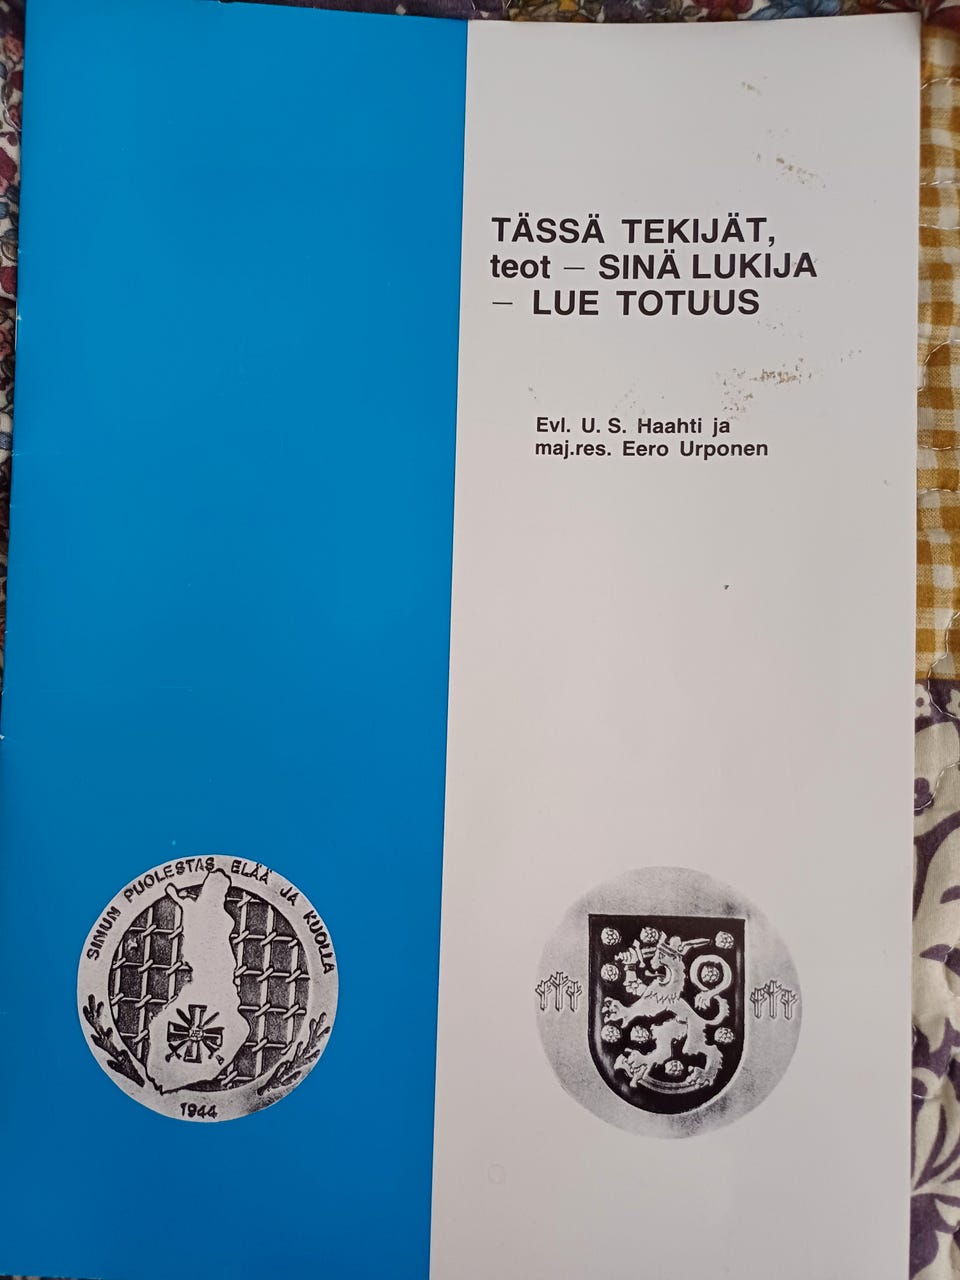 TÄSSÄ TEKIJÄT,
teot – SINÄ LUKIJA
– LUE TOTUUS
Evl. U. S. Haahti ja
maj.res. Eero Urponen
SINUN PUOLESTAS ELÄÄ JA KUOLLA
1944